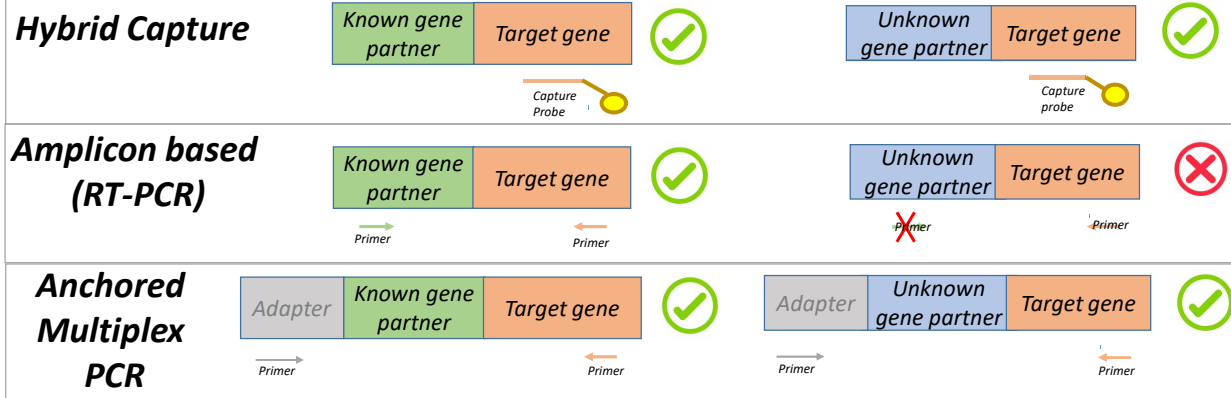 Hybrid Capture
Known gene
partner
Target gene
Unknown
gene partner
Target gene
Capture
Probe
Capture
probe
Amplicon based
(RT-PCR)
Known gene
partner
Target gene
Unknown
gene partner
Target gene
Primer
Primer
Primer
Primer
Anchored
Multiplex
PCR
Adapter
Known gene
partner
Target gene
Adapter
Unknown
gene partner
Target gene
Primer
Primer
Primer
Primer